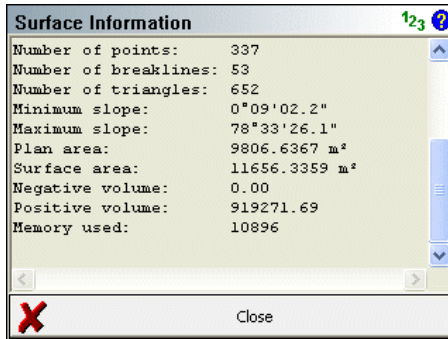 Surface Information 123 ?
Number of points: 337
Number of breaklines: 53
Number of triangles: 652
Minimum slope: 0°09'02.2"
Maximum slope: 78°33'26.1"
Plan area: 9806.6367 m²
Surface area: 11656.3359 m²
Negative volume: 0.00
Positive volume: 919271.69
Memory used: 10896
Close